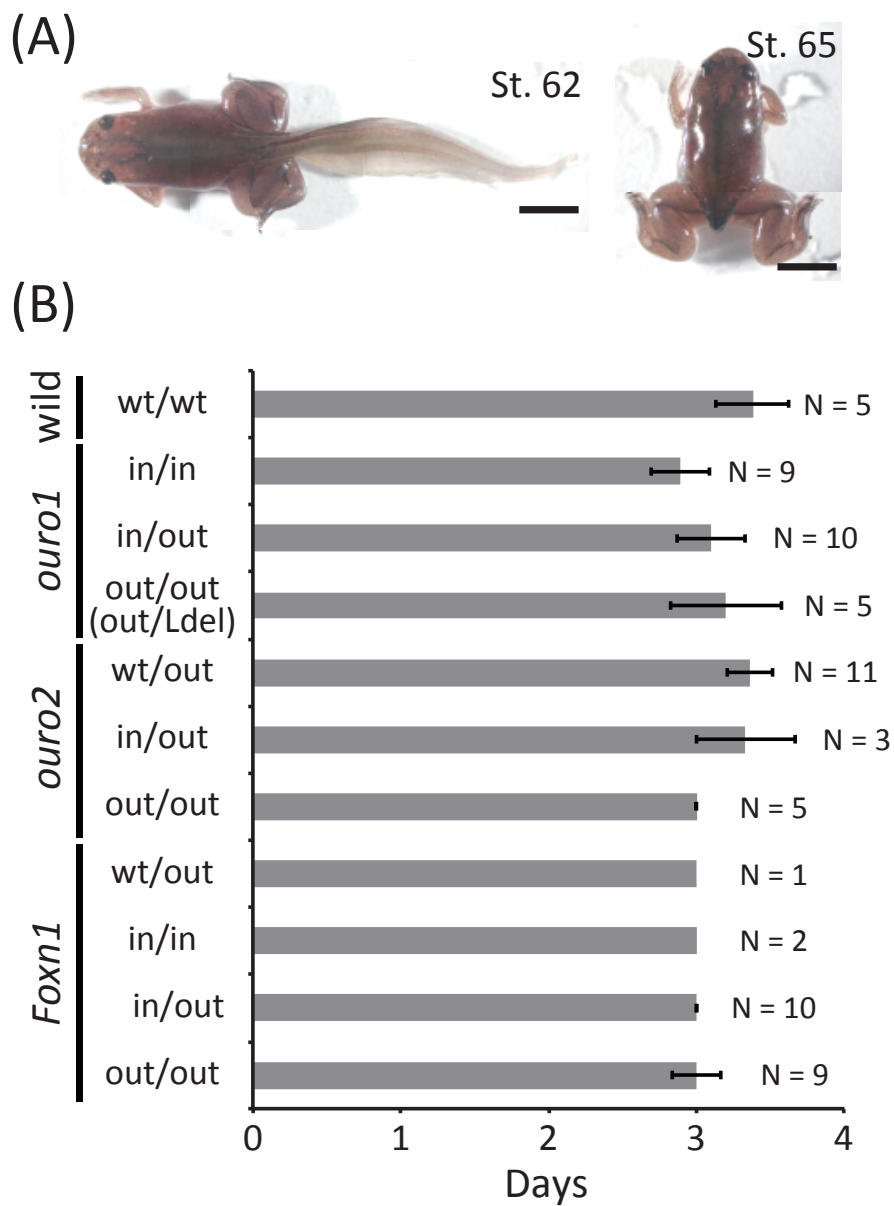 (A)
St. 62
St. 65
(B)
wild
wt/wt
N = 5
ouro1
in/in
N = 9
in/out
N = 10
out/out
(out/Ldel)
N = 5
ouro2
wt/out
N = 11
in/out
N = 3
out/out
N = 5
Foxn1
wt/out
N = 1
in/in
N = 2
in/out
N = 10
out/out
N = 9
0 1 2 3 4
Days